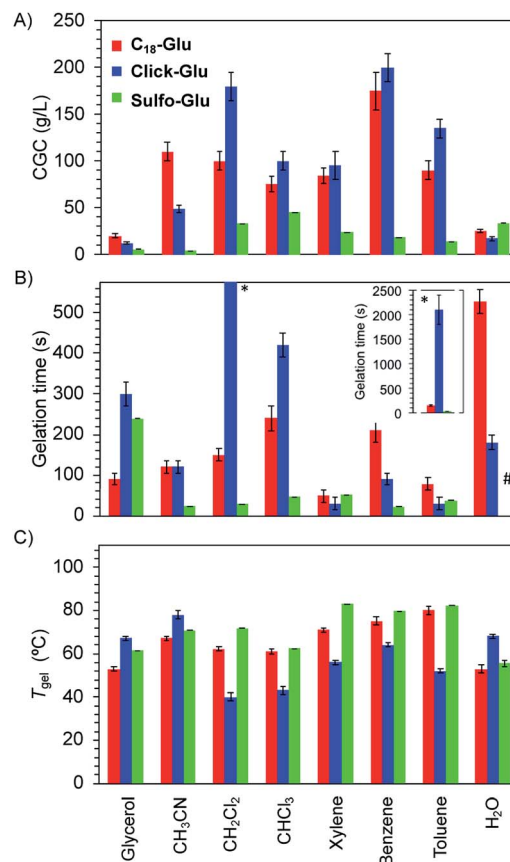 A)
C18-Glu
Click-Glu
Sulfo-Glu
CGC (g/L)
250
200
150
100
50
0
B)
Gelation time (s)
500
400
300
200
100
0
*
*
Gelation time (s)
2500
2000
1500
1000
500
0
#
C)
Tgel (ºC)
100
80
60
40
20
0
Glycerol
CH3CN
CH2Cl2
CHCl3
Xylene
Benzene
Toluene
H2O